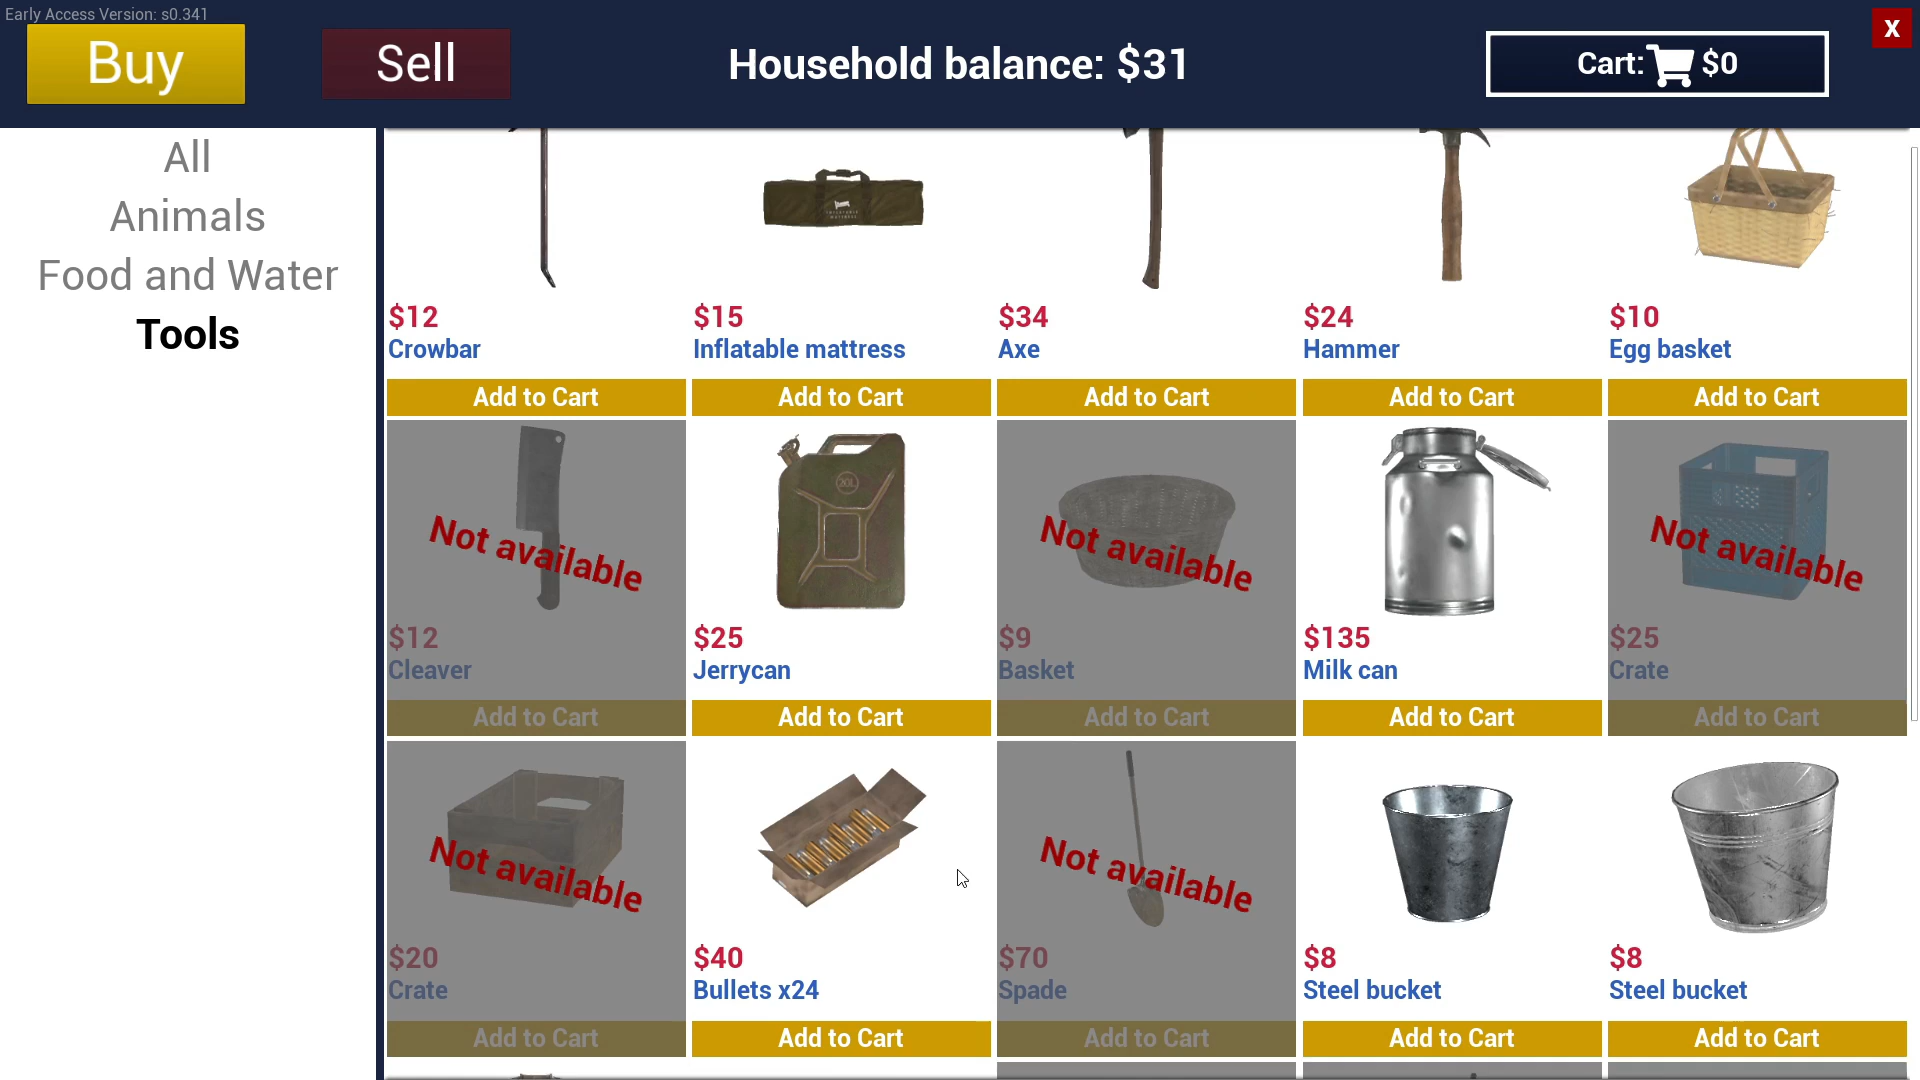 Early Access Version: s0.341
Buy
Sell
Household balance: $31
Cart: $0
X
All
Animals
Food and Water
Tools
$12
Crowbar
Add to Cart
$15
Inflatable mattress
Add to Cart
$34
Axe
Add to Cart
$24
Hammer
Add to Cart
$10
Egg basket
Add to Cart
Not available
$12
Cleaver
Add to Cart
20L
$25
Jerrycan
Add to Cart
Not available
$9
Basket
Add to Cart
$135
Milk can
Add to Cart
Not available
$25
Crate
Add to Cart
Not available
$20
Crate
Add to Cart
$40
Bullets x24
Add to Cart
Not available
$70
Spade
Add to Cart
$8
Steel bucket
Add to Cart
$8
Steel bucket
Add to Cart